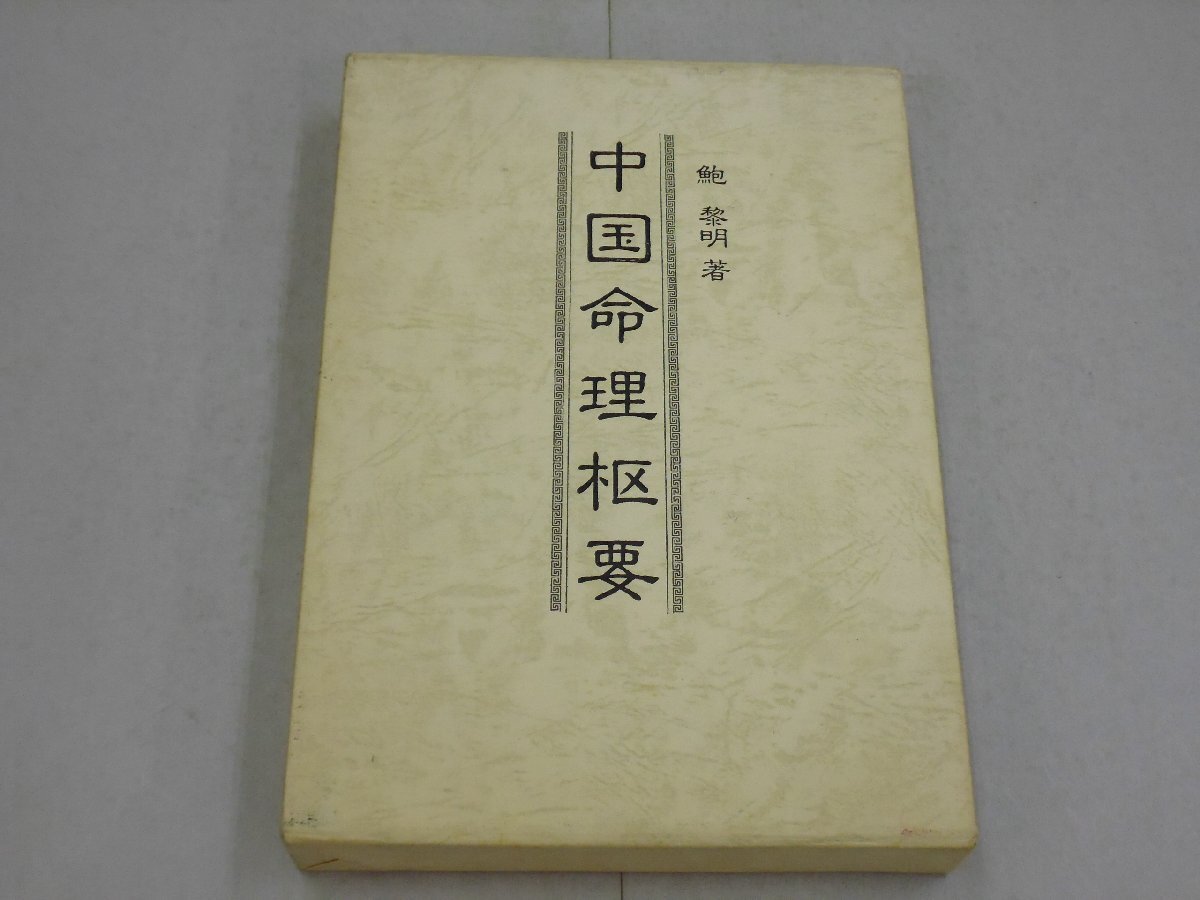 鮑 黎明 著
中国命理枢要